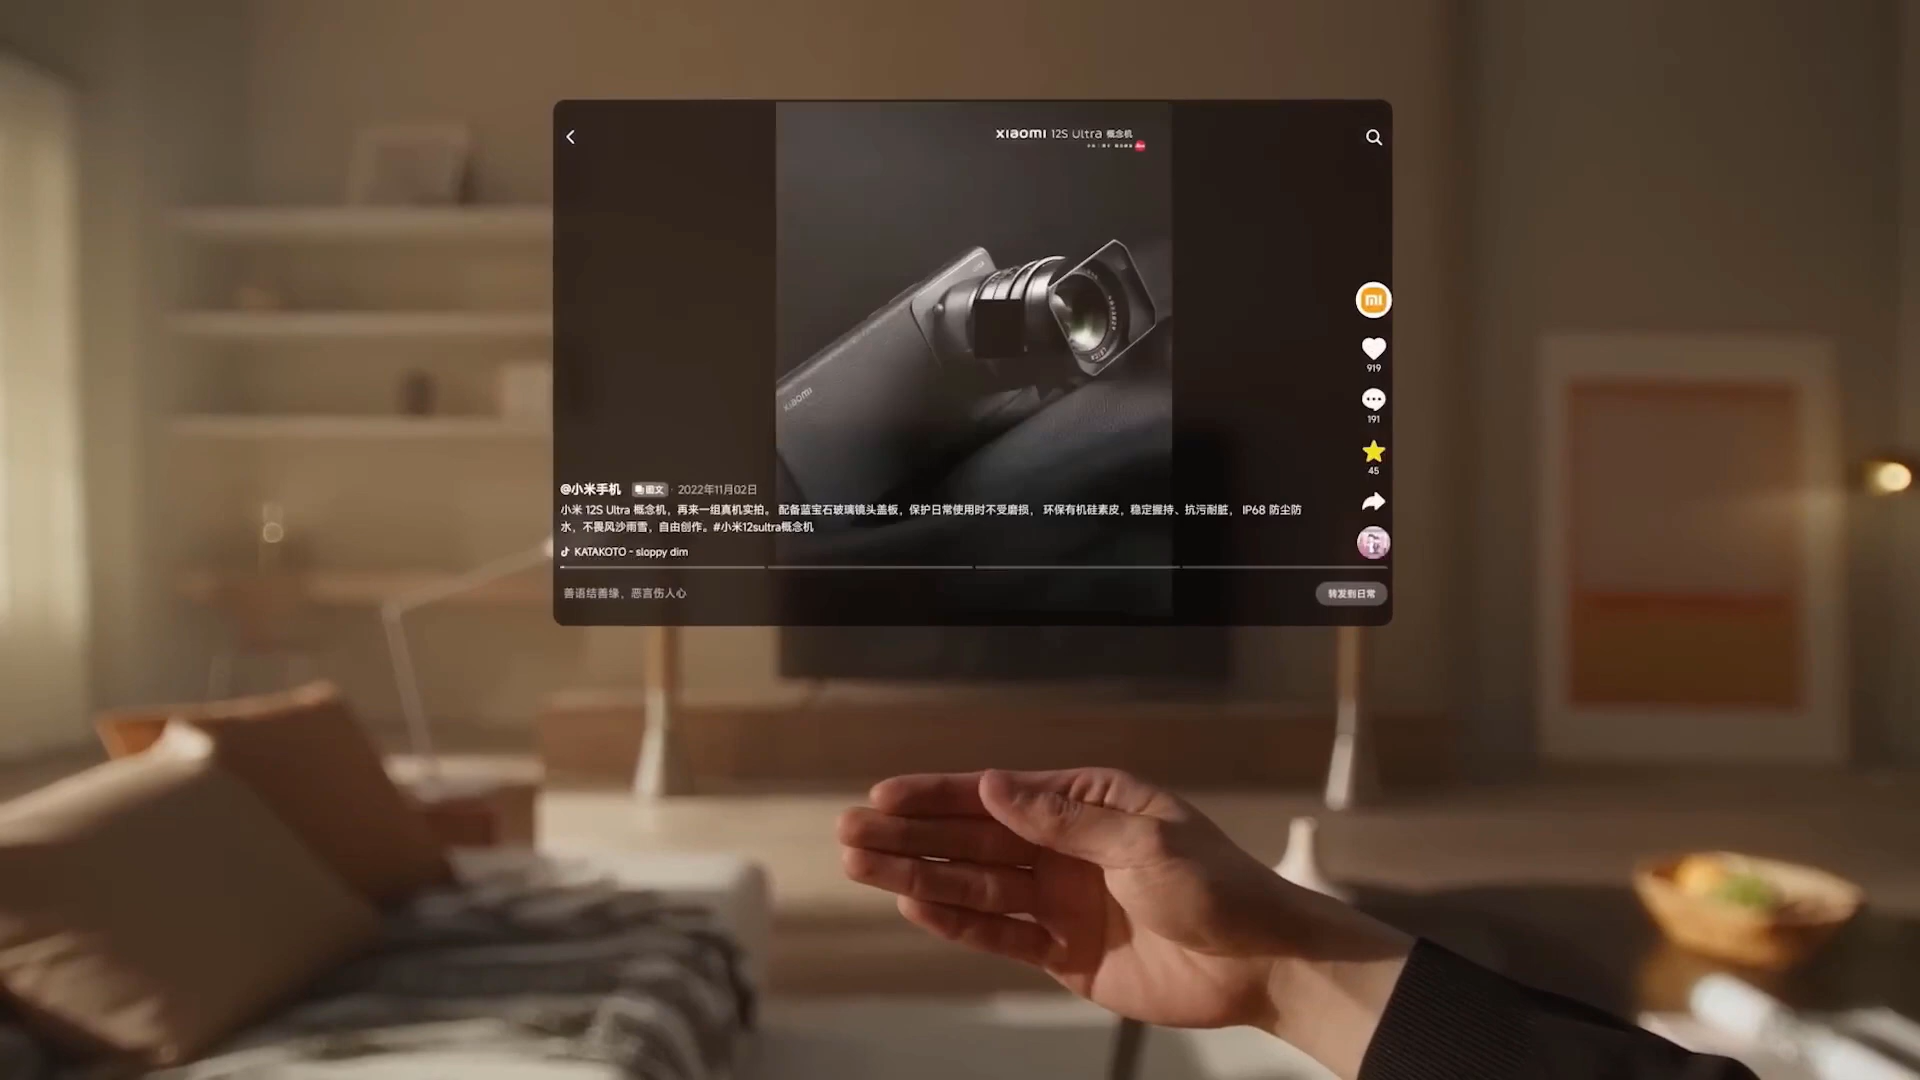 xiaomi 12S Ultra 概念机
mi
919
191
45
xiaomi
LEICA
@小米手机 图文 · 2022年11月02日
小米 12S Ultra 概念机，再来一组真机实拍。 配备蓝宝石玻璃镜头盖板，保护日常使用时不受磨损， 环保有机硅素皮，稳定握持、抗污耐脏， IP68 防尘防
水，不畏风沙雨雪，自由创作。#小米12sultra概念机
KATAKOTO - sloppy dim
善语结善缘，恶言伤人心
转发到日常